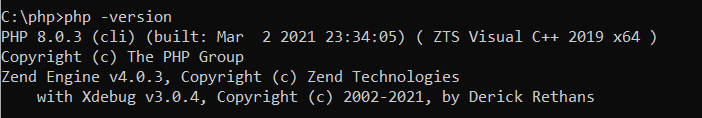 C:\php>php -version
PHP 8.0.3 (cli) (built: Mar  2 2021 23:34:05) ( ZTS Visual C++ 2019 x64 )
Copyright (c) The PHP Group
Zend Engine v4.0.3, Copyright (c) Zend Technologies
    with Xdebug v3.0.4, Copyright (c) 2002-2021, by Derick Rethans